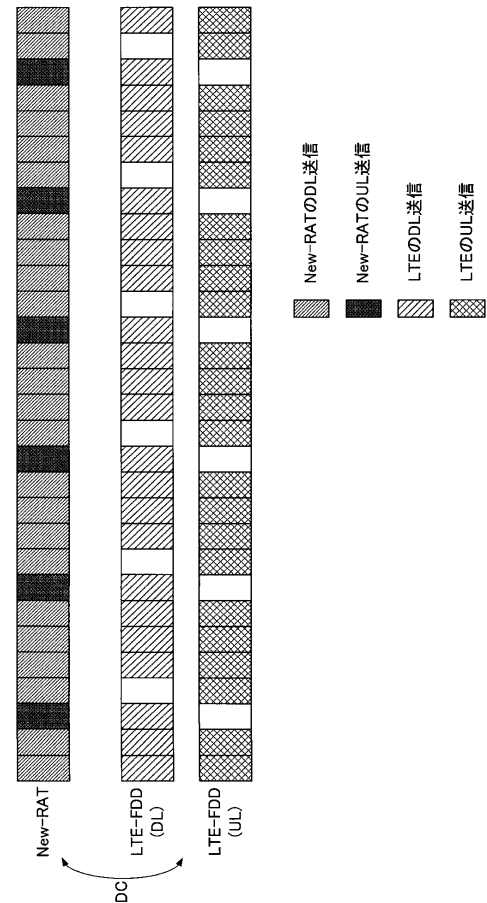 New-RAT
LTE-FDD
(DL)
LTE-FDD
(UL)
DC
New-RATのDL送信
New-RATのUL送信
LTEのDL送信
LTEのUL送信